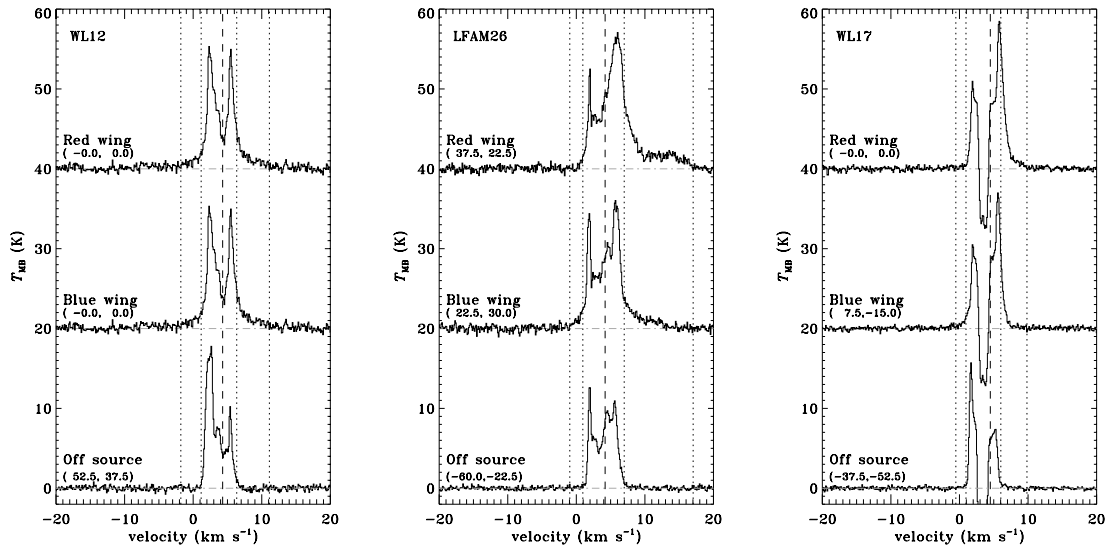 WL12
60
50
40
30
20
10
0
T_MB (K)
Red wing
( −0.0, 0.0)
Blue wing
( −0.0, 0.0)
Off source
( 52.5, 37.5)
−20 −10 0 10 20
velocity (km s⁻¹)
LFAM26
60
50
40
30
20
10
0
T_MB (K)
Red wing
( 37.5, 22.5)
Blue wing
( 22.5, 30.0)
Off source
(−60.0,−22.5)
−20 −10 0 10 20
velocity (km s⁻¹)
WL17
60
50
40
30
20
10
0
T_MB (K)
Red wing
( −0.0, 0.0)
Blue wing
( 7.5,−15.0)
Off source
(−37.5,−52.5)
−20 −10 0 10 20
velocity (km s⁻¹)